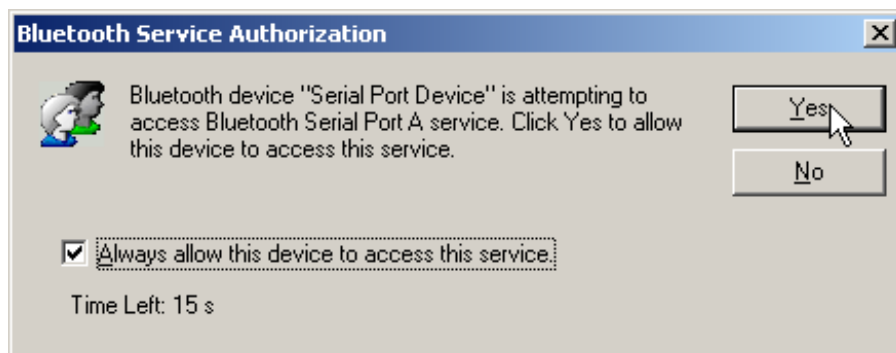 Bluetooth Service Authorization
Bluetooth device "Serial Port Device" is attempting to
access Bluetooth Serial Port A service. Click Yes to allow
this device to access this service.
Yes
No
Always allow this device to access this service.
Time Left: 15 s